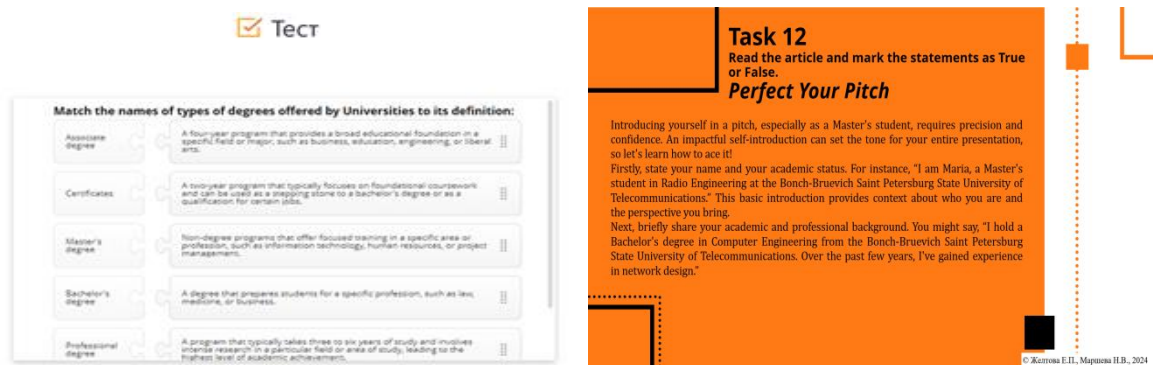 Тест
Match the names of types of degrees offered by Universities to its definition:
Associate
degree
A four-year program that provides a broad educational foundation in a
specific field or major, such as business, education, engineering, or liberal
arts.
Certificates
A two-year program that typically focuses on foundational coursework
and can be used as a stepping stone to a bachelor's degree or as a
qualification for certain jobs.
Master's
degree
Non-degree programs that offer focused training in a specific area or
profession, such as information technology, human resources, or project
management.
Bachelor's
degree
A degree that prepares students for a specific profession, such as law,
medicine, or business.
Professional
degree
A program that typically takes three to six years of study and involves
intense research in a particular field or area of study, leading to the
highest level of academic achievement.
Task 12
Read the article and mark the statements as True
or False.
Perfect Your Pitch
Introducing yourself in a pitch, especially as a Master's student, requires precision and
confidence. An impactful self-introduction can set the tone for your entire presentation,
so let's learn how to ace it!
Firstly, state your name and your academic status. For instance, "I am Maria, a Master's
student in Radio Engineering at the Bonch-Bruevich Saint Petersburg State University of
Telecommunications." This basic introduction provides context about who you are and
the perspective you bring.
Next, briefly share your academic and professional background. You might say, "I hold a
Bachelor's degree in Computer Engineering from the Bonch-Bruevich Saint Petersburg
State University of Telecommunications. Over the past few years, I've gained experience
in network design."
© Желтова Е.П., Маршева Н.В., 2024